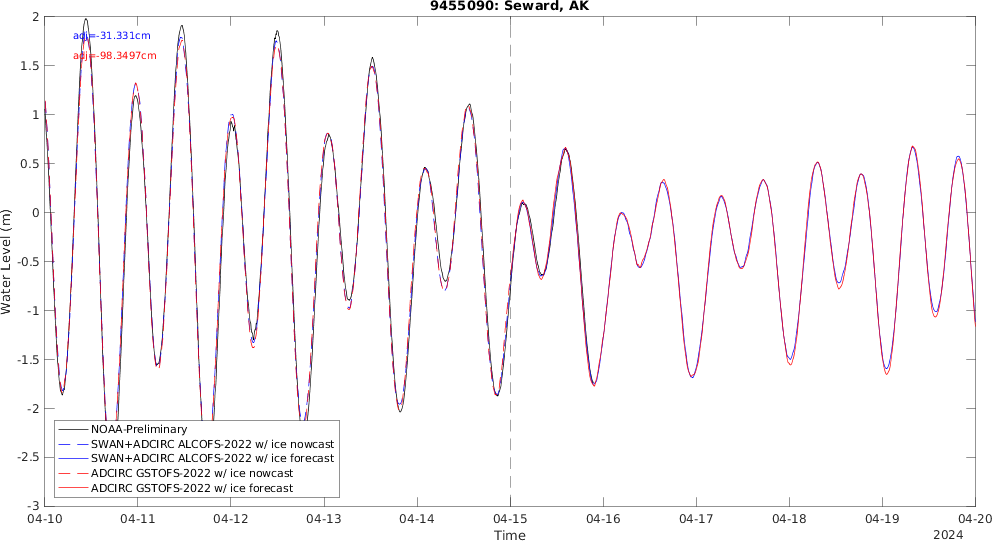 9455090: Seward, AK
adj=-31.331cm
adj=-98.3497cm
2
1.5
1
0.5
0
-0.5
-1
-1.5
-2
-2.5
-3
Water Level (m)
NOAA-Preliminary
SWAN+ADCIRC ALCOFS-2022 w/ ice nowcast
SWAN+ADCIRC ALCOFS-2022 w/ ice forecast
ADCIRC GSTOFS-2022 w/ ice nowcast
ADCIRC GSTOFS-2022 w/ ice forecast
04-10 04-11 04-12 04-13 04-14 04-15 04-16 04-17 04-18 04-19 04-20
Time
2024